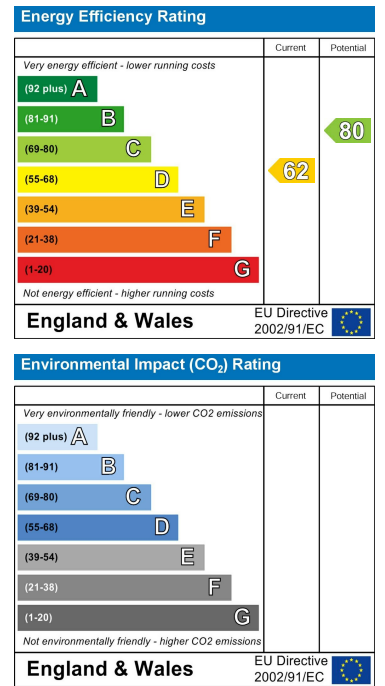 Energy Efficiency Rating
Current Potential
Very energy efficient - lower running costs
(92 plus) A
(81-91) B
(69-80) C
(55-68) D
(39-54) E
(21-38) F
(1-20) G
62
80
Not energy efficient - higher running costs
England & Wales
EU Directive
2002/91/EC
Environmental Impact (CO₂) Rating
Current Potential
Very environmentally friendly - lower CO2 emissions
(92 plus) A
(81-91) B
(69-80) C
(55-68) D
(39-54) E
(21-38) F
(1-20) G
Not environmentally friendly - higher CO2 emissions
England & Wales
EU Directive
2002/91/EC